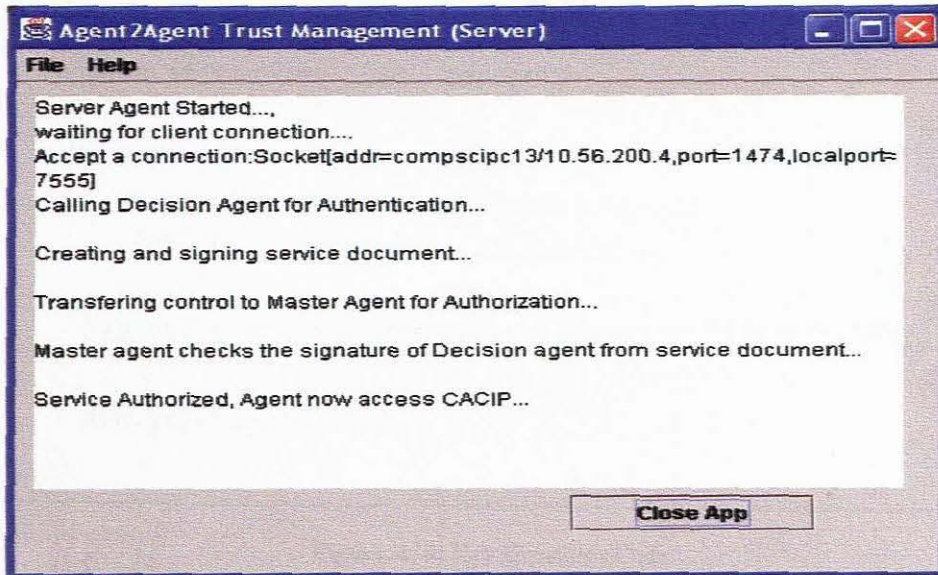 Agent2Agent Trust Management (Server)
File Help
Server Agent Started...,
waiting for client connection....
Accept a connection:Socket[addr=compscipc13/10.56.200.4,port=1474,localport=
7555]
Calling Decision Agent for Authentication...
Creating and signing service document...
Transfering control to Master Agent for Authorization...
Master agent checks the signature of Decision agent from service document...
Service Authorized, Agent now access CACIP...
Close App